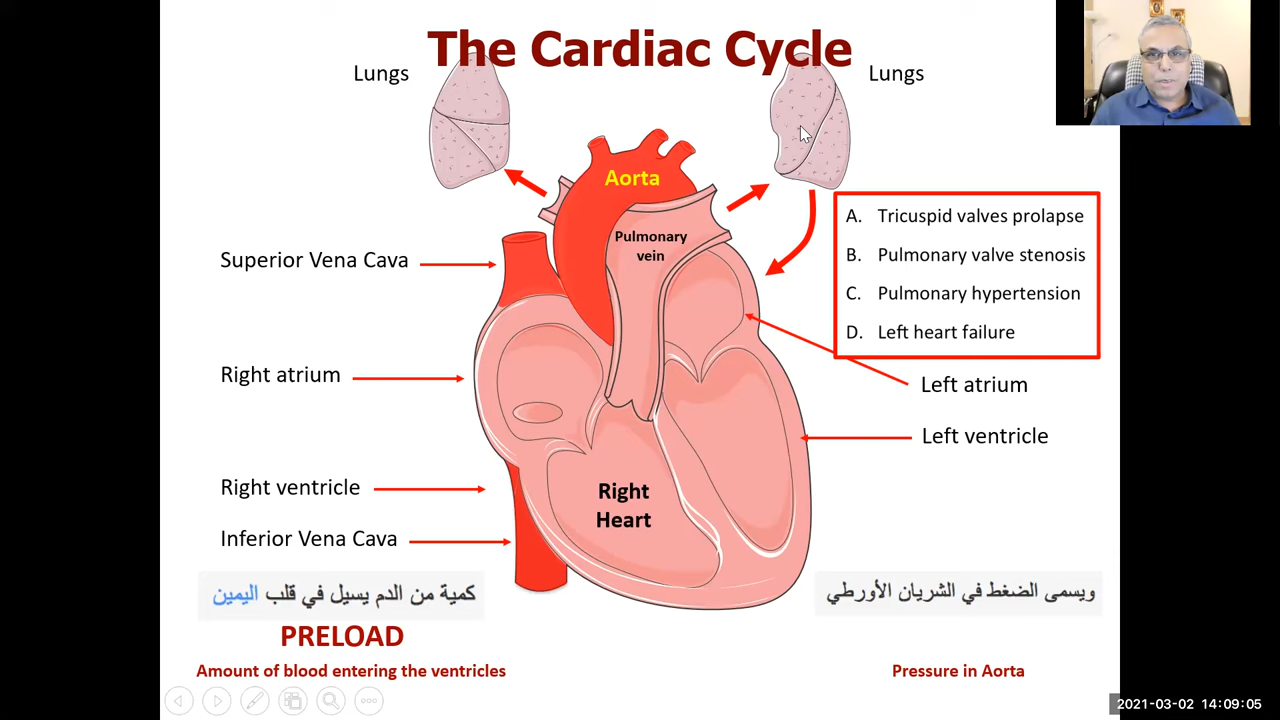 The Cardiac Cycle
Lungs
Lungs
Aorta
Pulmonary
vein
A. Tricuspid valves prolapse
B. Pulmonary valve stenosis
C. Pulmonary hypertension
D. Left heart failure
Superior Vena Cava
Right atrium
Left atrium
Left ventricle
Right ventricle
Right
Heart
Inferior Vena Cava
كمية من الدم يسيل في قلب اليمين
ويسمى الضغط في الشريان الأورطي
PRELOAD
Amount of blood entering the ventricles
Pressure in Aorta
2021-03-02 14:09:05